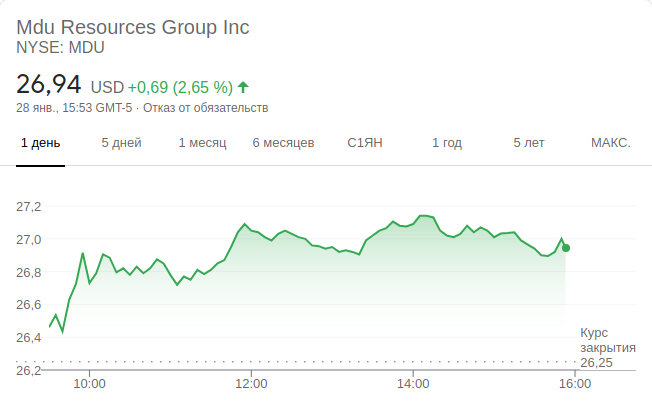 Mdu Resources Group Inc
NYSE: MDU
26,94 USD +0,69 (2,65 %)
28 янв., 15:53 GMT-5 · Отказ от обязательств
1 день 5 дней 1 месяц 6 месяцев С1ЯН 1 год 5 лет МАКС.
27,2
27,0
26,8
26,6
26,4
26,2
Курс
закрытия
26,25
10:00 12:00 14:00 16:00